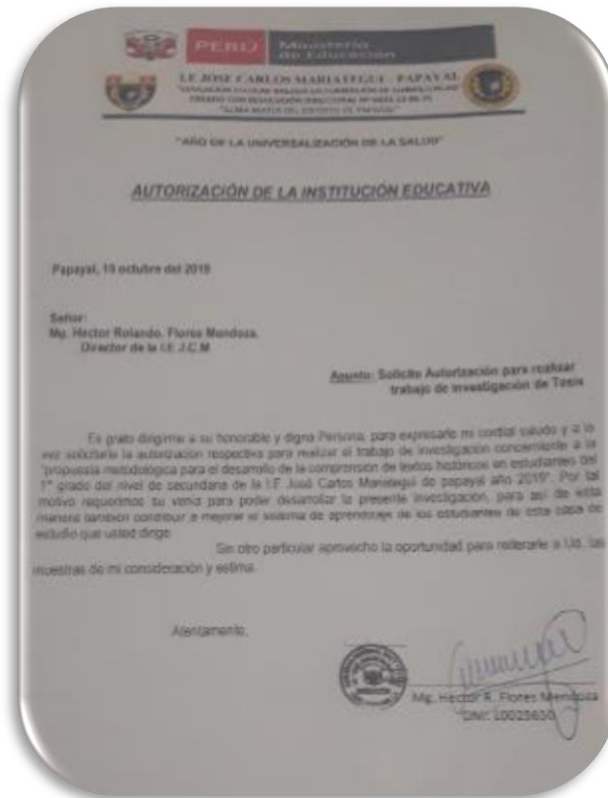 PERÚ Ministerio de Educación
I.E JOSE CARLOS MARIATEGUI - PAPAYAL
"AÑO DE LA UNIVERSALIZACIÓN DE LA SALUD"
AUTORIZACIÓN DE LA INSTITUCIÓN EDUCATIVA
Papayal, 19 octubre del 2019
Señor:
Mg. Hector Rolando. Flores Mendoza.
Director de la I.E J.C.M
Asunto: Solicito Autorización para realizar
trabajo de investigación de Tesis
Es grato dirigirme a su honorable y digna Persona, para expresarle mi cordial saludo y a la
vez solicitarle la autorización respectiva para realizar el trabajo de investigación concerniente a la
"propuesta metodológica para el desarrollo de la comprensión de textos históricos en estudiantes del
1° grado del nivel de secundaria de la I.E José Carlos Mariategui de papayal año 2019". Por tal
motivo requerimos su venia para poder desarrollar la presente investigación, para así de esta
manera también contribuir a mejorar el sistema de aprendizaje de los estudiantes de esta casa de
estudio que usted dirige.
Sin otro particular aprovecho la oportunidad para reiterarle a Ud. las
muestras de mi consideración y estima.
Atentamente,
Mg. Hector R. Flores Mendoza
DNI: 10025650